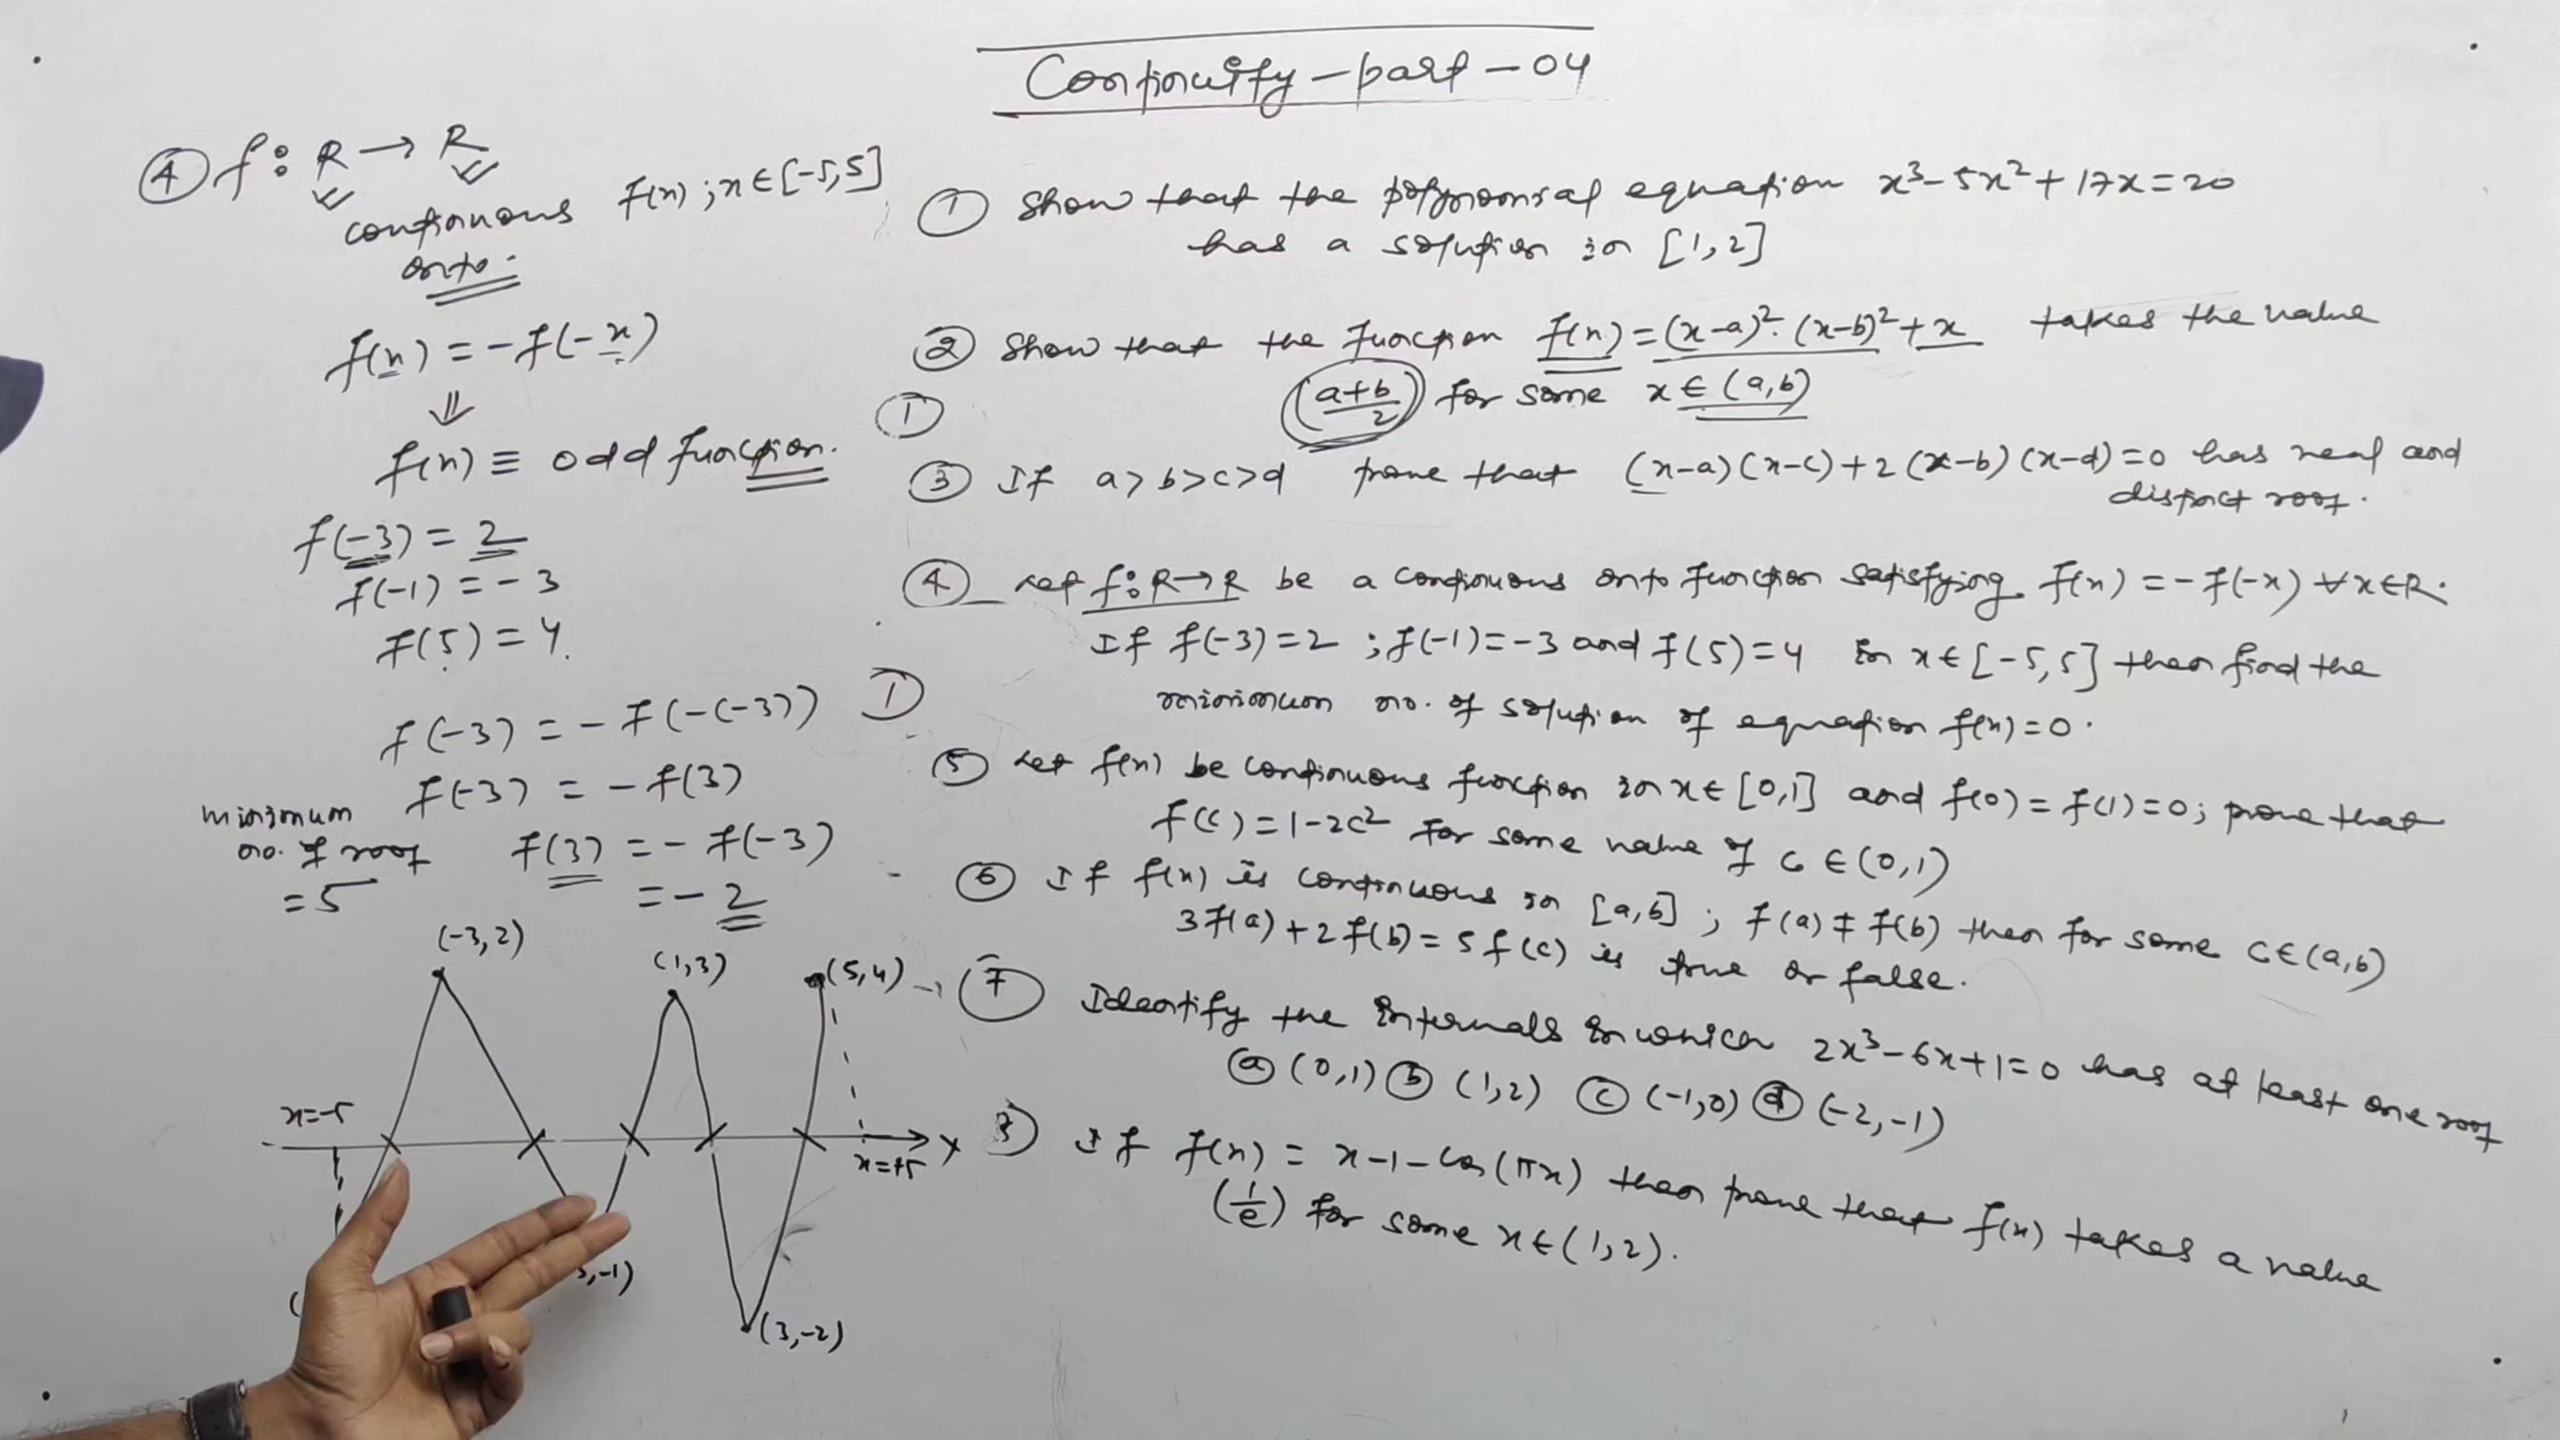 Continuity - part - 04
④ f : R → R
continuous f(x) ; x ∈ [-5,5]
onto.
f(x) = - f(-x)
⇓
f(x) ≡ odd function.
f(-3) = 2
f(-1) = - 3
f(5) = 4.
f(-3) = - f(-(-3))
f(-3) = - f(3)
f(3) = - f(-3)
= - 2
minimum
no. of root
= 5
(-3,2)
(1,3)
(5,4)
x=-5
x=+5
X
,-1)
(3,-2)
① Show that the polynomial equation x³ - 5x² + 17x = 20
has a solution in [1,2]
② Show that the function f(x) = (x-a)². (x-b)² + x takes the value
(a+b/2) for some x ∈ (a,b)
①
③ If a > b > c > d prove that (x-a)(x-c)+2(x-b)(x-d)=0 has real and
distinct root.
④ Let f: R→R be a continuous onto function satisfying f(x) = - f(-x) ∀ x ∈ R.
If f(-3)=2 ; f(-1)=-3 and f(5)=4 in x ∈ [-5,5] then find the
minimum no. of solution of equation f(x)=0.
①
⑤ Let f(x) be continuous function in x ∈ [0,1] and f(0) = f(1)=0; prove that
f(c) = 1-2c² for some value of c ∈ (0,1)
⑥ If f(x) is continuous in [a,b] ; f(a) ≠ f(b) then for some c ∈ (a,b)
3f(a) + 2f(b) = 5f(c) is true or false.
⑦ Identify the intervals in which 2x³ - 6x + 1 = 0 has at least one root
ⓐ (0,1) ⓑ (1,2) ⓒ (-1,0) ⓓ (-2,-1)
⑧ If f(x) = x-1-cos(πx) then prove that f(x) takes a value
(1/e) for some x ∈ (1,2).